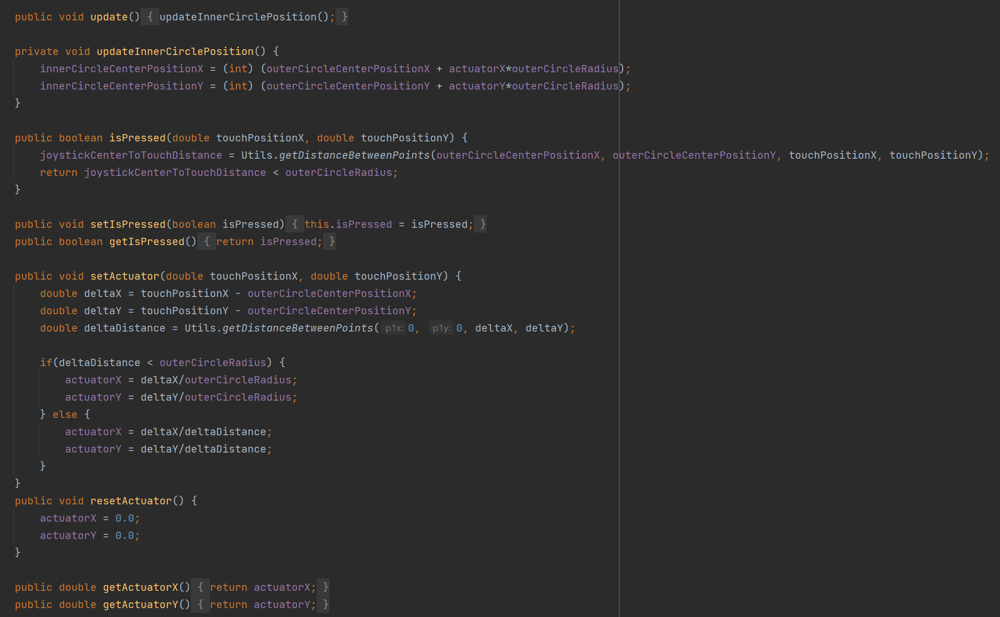 public void update() { updateInnerCirclePosition(); }
private void updateInnerCirclePosition() {
innerCircleCenterPositionX = (int) (outerCircleCenterPositionX + actuatorX*outerCircleRadius);
innerCircleCenterPositionY = (int) (outerCircleCenterPositionY + actuatorY*outerCircleRadius);
}
public boolean isPressed(double touchPositionX, double touchPositionY) {
joystickCenterToTouchDistance = Utils.getDistanceBetweenPoints(outerCircleCenterPositionX, outerCircleCenterPositionY, touchPositionX, touchPositionY);
return joystickCenterToTouchDistance < outerCircleRadius;
}
public void setIsPressed(boolean isPressed) { this.isPressed = isPressed; }
public boolean getIsPressed() { return isPressed; }
public void setActuator(double touchPositionX, double touchPositionY) {
double deltaX = touchPositionX - outerCircleCenterPositionX;
double deltaY = touchPositionY - outerCircleCenterPositionY;
double deltaDistance = Utils.getDistanceBetweenPoints( p1x: 0, p1y: 0, deltaX, deltaY);
if(deltaDistance < outerCircleRadius) {
actuatorX = deltaX/outerCircleRadius;
actuatorY = deltaY/outerCircleRadius;
} else {
actuatorX = deltaX/deltaDistance;
actuatorY = deltaY/deltaDistance;
}
}
public void resetActuator() {
actuatorX = 0.0;
actuatorY = 0.0;
}
public double getActuatorX() { return actuatorX; }
public double getActuatorY() { return actuatorY; }